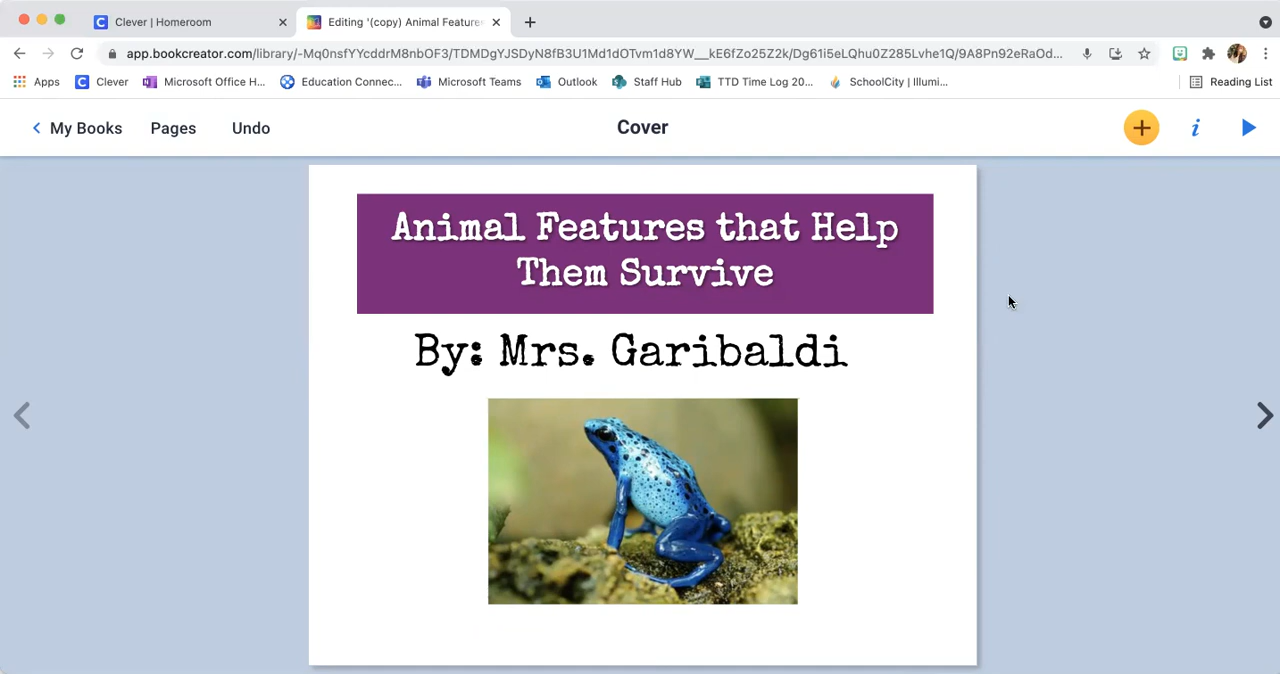 Clever | Homeroom
Editing '(copy) Animal Feature
app.bookcreator.com/library/-Mq0nsfYYcddrM8nbOF3/TDMDgYJSDyN8fB3U1Md1dOTvm1d8YW__kE6fZo25Z2k/Dg61i5eLQhu0Z285Lvhe1Q/9A8Pn92eRaOd...
Apps Clever Microsoft Office H... Education Connec... Microsoft Teams Outlook Staff Hub TTD Time Log 20... SchoolCity | Illumi... Reading List
My Books Pages Undo Cover
Animal Features that Help
Them Survive
By: Mrs. Garibaldi